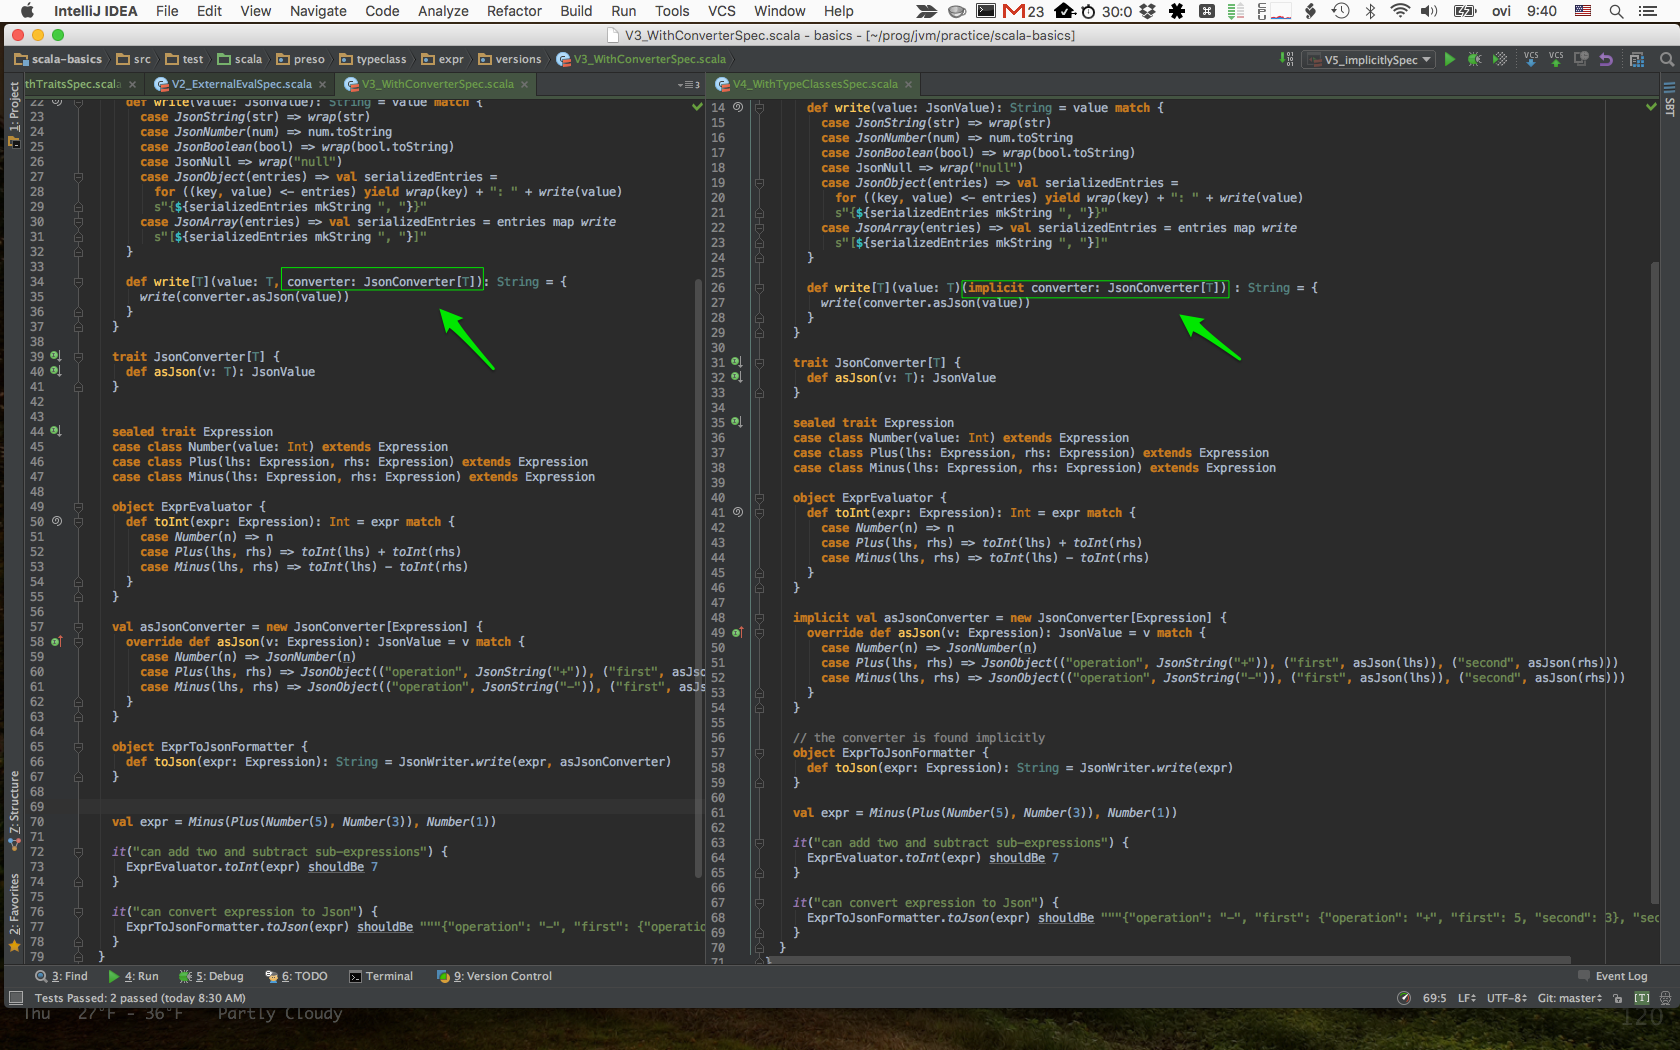 IntelliJ IDEA File Edit View Navigate Code Analyze Refactor Build Run Tools VCS Window Help 23 30:0 ovi 9:40
V3_WithConverterSpec.scala - basics - [~/prog/jvm/practice/scala-basics]
scala-basics src test scala preso typeclass expr versions V3_WithConverterSpec.scala V5_implicitlySpec VCS VCS
thTraitsSpec.scala V2_ExternalEvalSpec.scala V3_WithConverterSpec.scala 3 V4_WithTypeClassesSpec.scala
1: Project
7: Structure
2: Favorites
22 def write(value: JsonValue): String = value match {
23 case JsonString(str) => wrap(str)
24 case JsonNumber(num) => num.toString
25 case JsonBoolean(bool) => wrap(bool.toString)
26 case JsonNull => wrap("null")
27 case JsonObject(entries) => val serializedEntries =
28 for ((key, value) <- entries) yield wrap(key) + ": " + write(value)
29 s"{${serializedEntries mkString ", "}}"
30 case JsonArray(entries) => val serializedEntries = entries map write
31 s"[${serializedEntries mkString ", "}]"
32 }
33
34 def write[T](value: T, converter: JsonConverter[T]): String = {
35 write(converter.asJson(value))
36 }
37 }
38
39 trait JsonConverter[T] {
40 def asJson(v: T): JsonValue
41 }
42
43
44 sealed trait Expression
45 case class Number(value: Int) extends Expression
46 case class Plus(lhs: Expression, rhs: Expression) extends Expression
47 case class Minus(lhs: Expression, rhs: Expression) extends Expression
48
49 object ExprEvaluator {
50 def toInt(expr: Expression): Int = expr match {
51 case Number(n) => n
52 case Plus(lhs, rhs) => toInt(lhs) + toInt(rhs)
53 case Minus(lhs, rhs) => toInt(lhs) - toInt(rhs)
54 }
55 }
56
57 val asJsonConverter = new JsonConverter[Expression] {
58 override def asJson(v: Expression): JsonValue = v match {
59 case Number(n) => JsonNumber(n)
60 case Plus(lhs, rhs) => JsonObject(("operation", JsonString("+")), ("first", asJs
61 case Minus(lhs, rhs) => JsonObject(("operation", JsonString("-")), ("first", asJs
62 }
63 }
64
65 object ExprToJsonFormatter {
66 def toJson(expr: Expression): String = JsonWriter.write(expr, asJsonConverter)
67 }
68
69
70 val expr = Minus(Plus(Number(5), Number(3)), Number(1))
71
72 it("can add two and subtract sub-expressions") {
73 ExprEvaluator.toInt(expr) shouldBe 7
74 }
75
76 it("can convert expression to Json") {
77 ExprToJsonFormatter.toJson(expr) shouldBe """{"operation": "-", "first": {"operatio
78 }
79 }
14 def write(value: JsonValue): String = value match {
15 case JsonString(str) => wrap(str)
16 case JsonNumber(num) => num.toString
17 case JsonBoolean(bool) => wrap(bool.toString)
18 case JsonNull => wrap("null")
19 case JsonObject(entries) => val serializedEntries =
20 for ((key, value) <- entries) yield wrap(key) + ": " + write(value)
21 s"{${serializedEntries mkString ", "}}"
22 case JsonArray(entries) => val serializedEntries = entries map write
23 s"[${serializedEntries mkString ", "}]"
24 }
25
26 def write[T](value: T)(implicit converter: JsonConverter[T]) : String = {
27 write(converter.asJson(value))
28 }
29 }
30
31 trait JsonConverter[T] {
32 def asJson(v: T): JsonValue
33 }
34
35 sealed trait Expression
36 case class Number(value: Int) extends Expression
37 case class Plus(lhs: Expression, rhs: Expression) extends Expression
38 case class Minus(lhs: Expression, rhs: Expression) extends Expression
39
40 object ExprEvaluator {
41 def toInt(expr: Expression): Int = expr match {
42 case Number(n) => n
43 case Plus(lhs, rhs) => toInt(lhs) + toInt(rhs)
44 case Minus(lhs, rhs) => toInt(lhs) - toInt(rhs)
45 }
46 }
47
48 implicit val asJsonConverter = new JsonConverter[Expression] {
49 override def asJson(v: Expression): JsonValue = v match {
50 case Number(n) => JsonNumber(n)
51 case Plus(lhs, rhs) => JsonObject(("operation", JsonString("+")), ("first", asJson(lhs)), ("second", asJson(rhs)))
52 case Minus(lhs, rhs) => JsonObject(("operation", JsonString("-")), ("first", asJson(lhs)), ("second", asJson(rhs)))
53 }
54 }
55
56 // the converter is found implicitly
57 object ExprToJsonFormatter {
58 def toJson(expr: Expression): String = JsonWriter.write(expr)
59 }
60
61 val expr = Minus(Plus(Number(5), Number(3)), Number(1))
62
63 it("can add two and subtract sub-expressions") {
64 ExprEvaluator.toInt(expr) shouldBe 7
65 }
66
67 it("can convert expression to Json") {
68 ExprToJsonFormatter.toJson(expr) shouldBe """{"operation": "-", "first": {"operation": "+", "first": 5, "second": 3}, "sec
69 }
70 }
71 }
SBT
3: Find 4: Run 5: Debug 6: TODO Terminal 9: Version Control Event Log
Tests Passed: 2 passed (today 8:30 AM) 69:5 LF UTF-8 Git: master [T]
Thu 27°F - 36°F Partly Cloudy 120